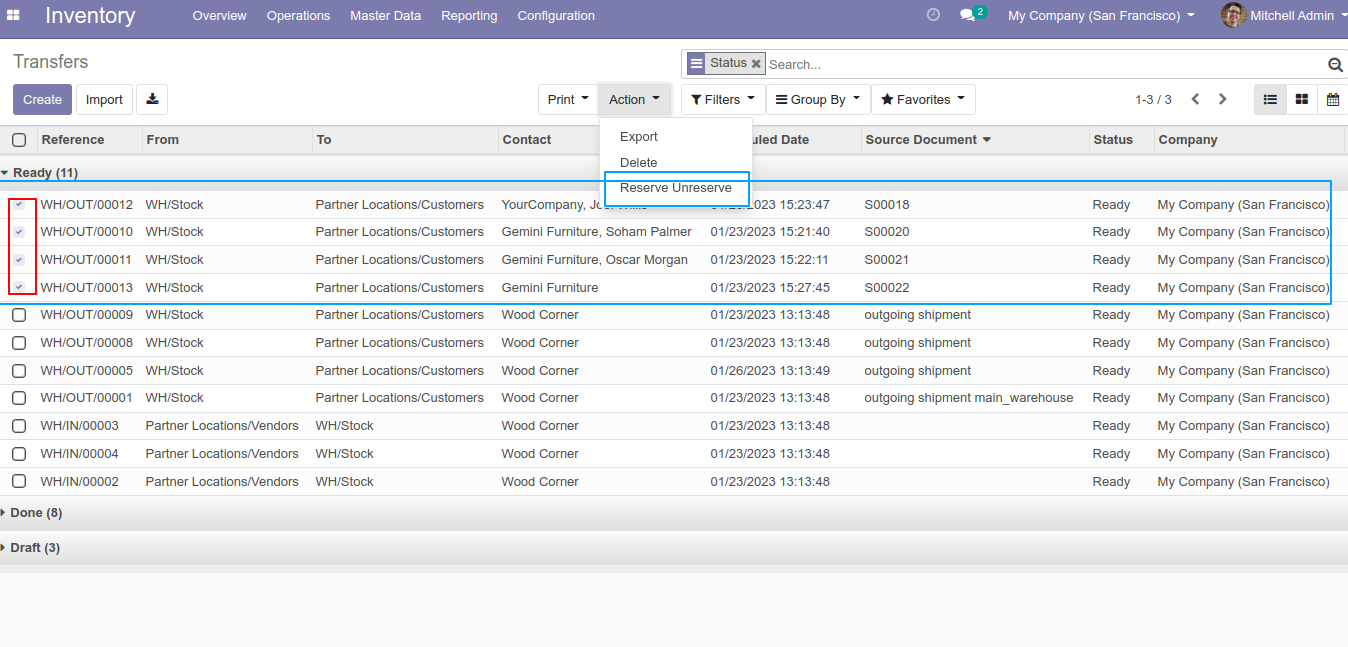 Inventory Overview Operations Master Data Reporting Configuration 2 My Company (San Francisco) Mitchell Admin
Transfers Status Search...
Create Import Print Action Filters Group By Favorites 1-3 / 3
Export
Delete
Reserve Unreserve
Reference From To Contact Date Source Document Status Company
Ready (11)
WH/OUT/00012 WH/Stock Partner Locations/Customers YourCompany, 15:23:47 S00018 Ready My Company (San Francisco)
WH/OUT/00010 WH/Stock Partner Locations/Customers Gemini Furniture, Soham Palmer 01/23/2023 15:21:40 S00020 Ready My Company (San Francisco)
WH/OUT/00011 WH/Stock Partner Locations/Customers Gemini Furniture, Oscar Morgan 01/23/2023 15:22:11 S00021 Ready My Company (San Francisco)
WH/OUT/00013 WH/Stock Partner Locations/Customers Gemini Furniture 01/23/2023 15:27:45 S00022 Ready My Company (San Francisco)
WH/OUT/00009 WH/Stock Partner Locations/Customers Wood Corner 01/23/2023 13:13:48 outgoing shipment Ready My Company (San Francisco)
WH/OUT/00008 WH/Stock Partner Locations/Customers Wood Corner 01/23/2023 13:13:48 outgoing shipment Ready My Company (San Francisco)
WH/OUT/00005 WH/Stock Partner Locations/Customers Wood Corner 01/26/2023 13:13:49 outgoing shipment Ready My Company (San Francisco)
WH/OUT/00001 WH/Stock Partner Locations/Customers Wood Corner 01/23/2023 13:13:48 outgoing shipment main_warehouse Ready My Company (San Francisco)
WH/IN/00003 Partner Locations/Vendors WH/Stock Wood Corner 01/23/2023 13:13:48 Ready My Company (San Francisco)
WH/IN/00004 Partner Locations/Vendors WH/Stock Wood Corner 01/23/2023 13:13:48 Ready My Company (San Francisco)
WH/IN/00002 Partner Locations/Vendors WH/Stock Wood Corner 01/23/2023 13:13:48 Ready My Company (San Francisco)
Done (8)
Draft (3)